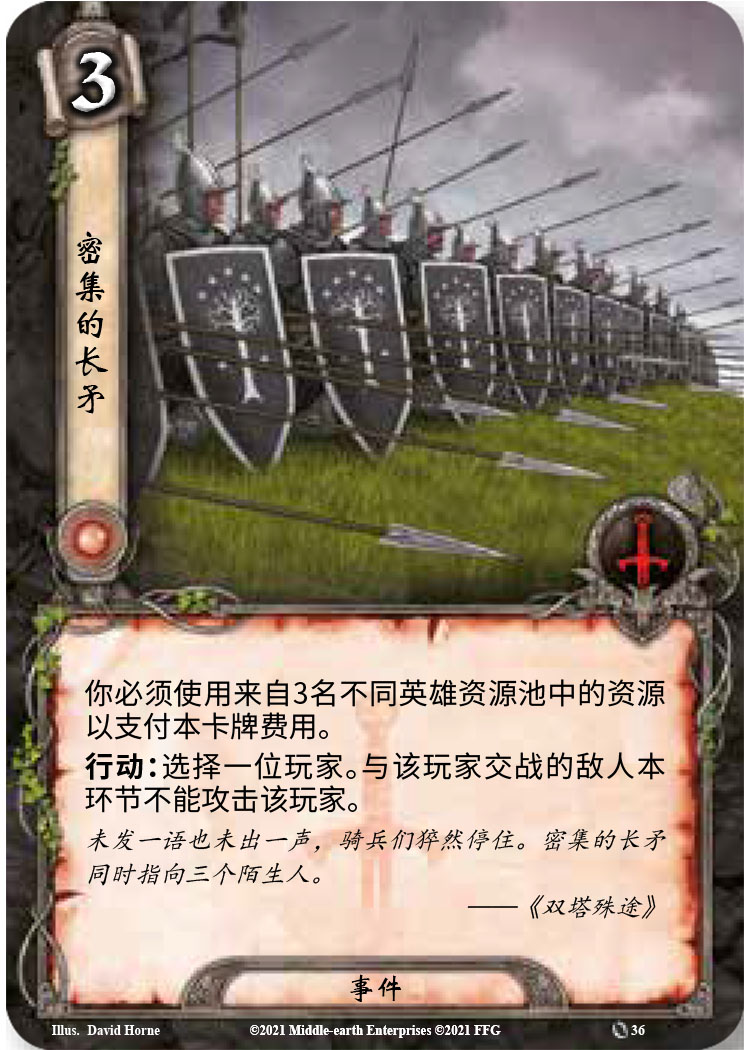 3
密集的长矛
你必须使用来自3名不同英雄资源池中的资源
以支付本卡牌费用。
行动：选择一位玩家。与该玩家交战的敌人本
环节不能攻击该玩家。
未发一语也未出一声，骑兵们猝然停住。密集的长矛
同时指向三个陌生人。
——《双塔殊途》
事件
Illus. David Horne
©2021 Middle-earth Enterprises ©2021 FFG
36